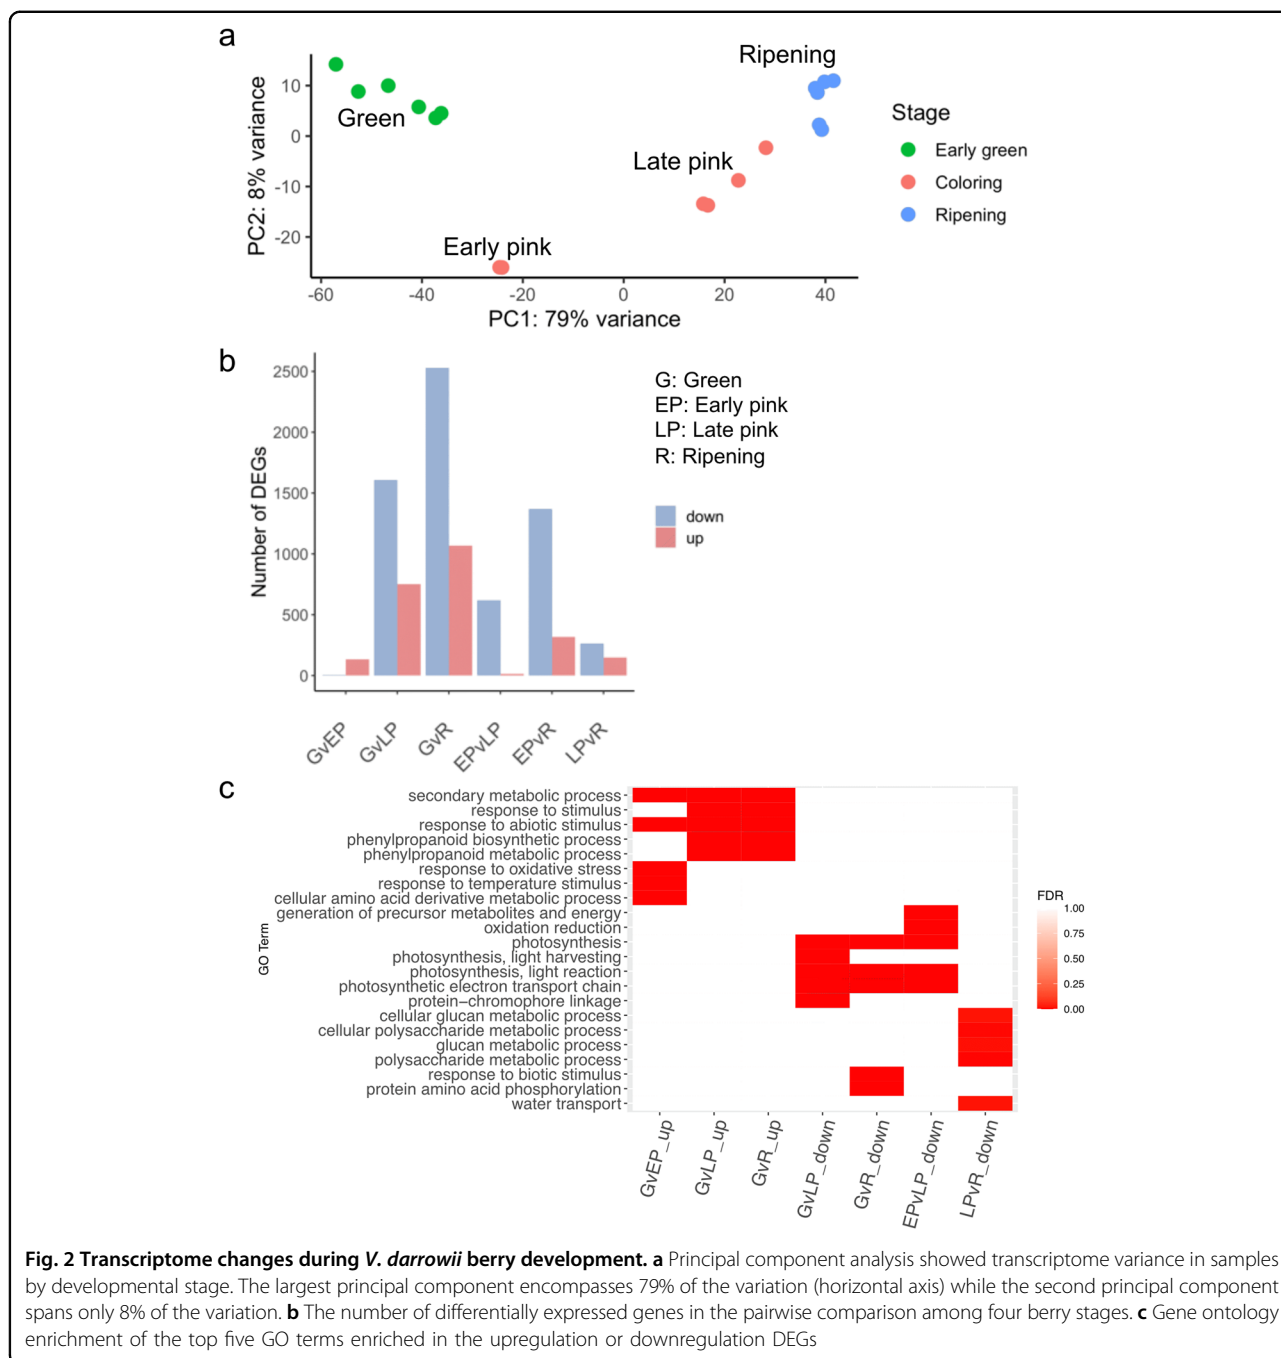 a
Ripening
10
Green
0
Late pink
-10
-20
Early pink
PC2: 8% variance
-60 -40 -20 0 20 40
PC1: 79% variance
Stage
Early green
Coloring
Ripening
b
2500
2000
1500
1000
500
0
Number of DEGs
GvEP GvLP GvR EPvLP EPvR LPvR
G: Green
EP: Early pink
LP: Late pink
R: Ripening
down
up
c
secondary metabolic process
response to stimulus
response to abiotic stimulus
phenylpropanoid biosynthetic process
phenylpropanoid metabolic process
response to oxidative stress
response to temperature stimulus
cellular amino acid derivative metabolic process
generation of precursor metabolites and energy
oxidation reduction
photosynthesis
photosynthesis, light harvesting
photosynthesis, light reaction
photosynthetic electron transport chain
protein−chromophore linkage
cellular glucan metabolic process
cellular polysaccharide metabolic process
glucan metabolic process
polysaccharide metabolic process
response to biotic stimulus
protein amino acid phosphorylation
water transport
GO Term
GvEP_up GvLP_up GvR_up GvLP_down GvR_down EPvLP_down LPvR_down
FDR
1.00
0.75
0.50
0.25
0.00
Fig. 2 Transcriptome changes during V. darrowii berry development. a Principal component analysis showed transcriptome variance in samples
by developmental stage. The largest principal component encompasses 79% of the variation (horizontal axis) while the second principal component
spans only 8% of the variation. b The number of differentially expressed genes in the pairwise comparison among four berry stages. c Gene ontology
enrichment of the top five GO terms enriched in the upregulation or downregulation DEGs